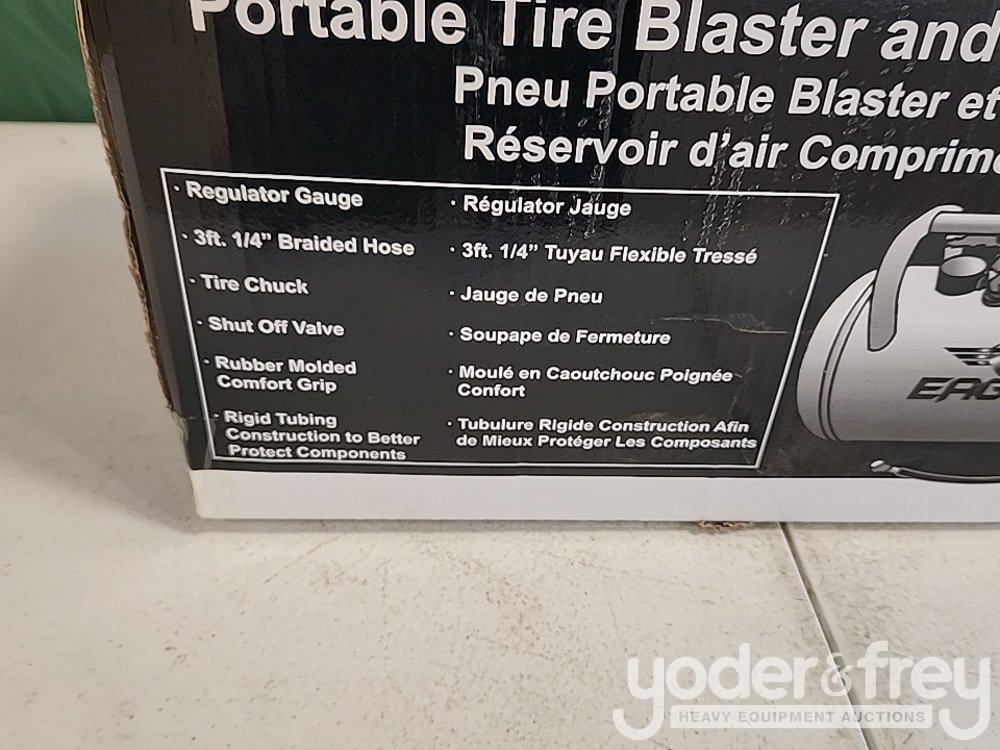 Portable Tire Blaster and
Pneu Portable Blaster et
Réservoir d'air Comprim
· Regulator Gauge
· 3ft. 1/4" Braided Hose
· Tire Chuck
· Shut Off Valve
· Rubber Molded
Comfort Grip
· Rigid Tubing
Construction to Better
Protect Components
· Régulator Jauge
· 3ft. 1/4" Tuyau Flexible Tressé
· Jauge de Pneu
· Soupape de Fermeture
· Moulé en Caoutchouc Poignée
Confort
· Tubulure Rigide Construction Afin
de Mieux Protéger Les Composants
EAG
yoder&frey
HEAVY EQUIPMENT AUCTIONS